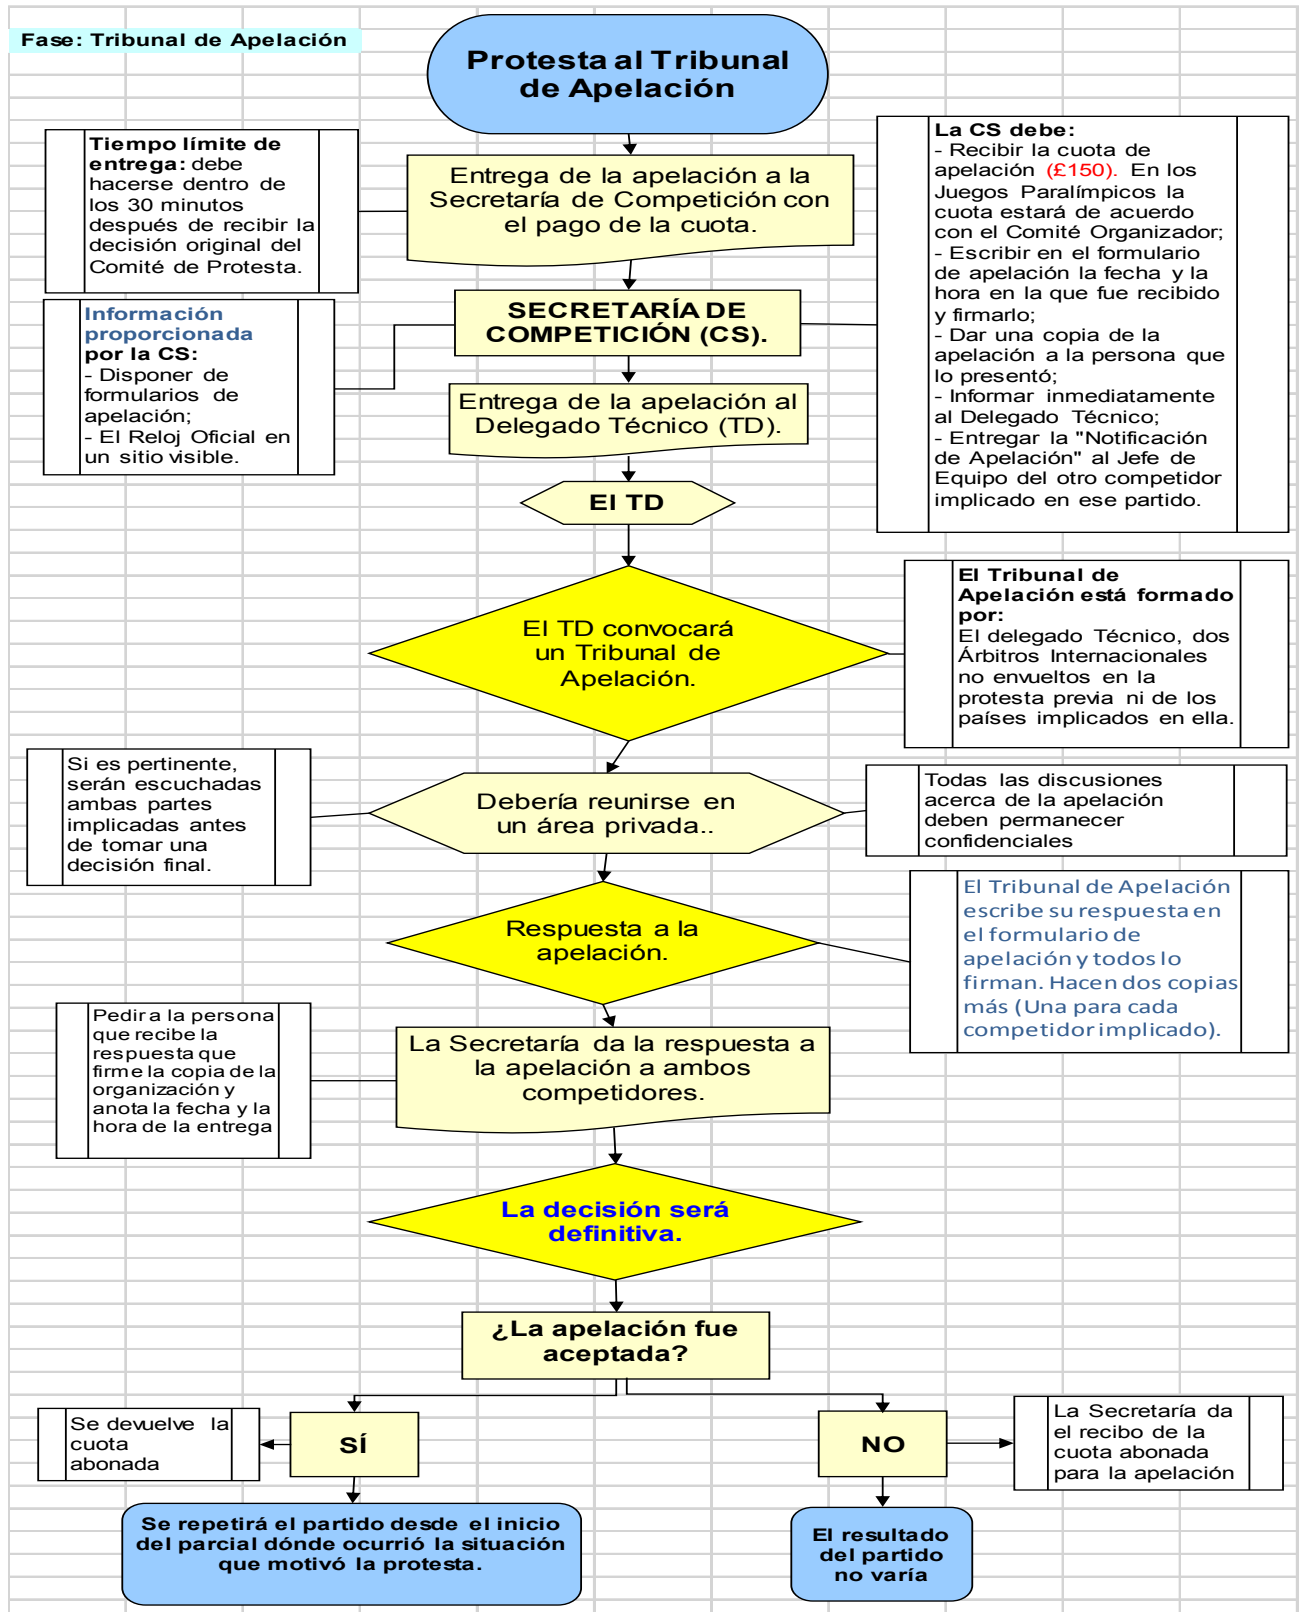 Fase: Tribunal de Apelación
Protesta al Tribunal
de Apelación
Tiempo límite de
entrega: debe
hacerse dentro de
los 30 minutos
después de recibir la
decisión original del
Comité de Protesta.
Entrega de la apelación a la
Secretaría de Competición con
el pago de la cuota.
La CS debe:
- Recibir la cuota de
apelación (£150). En los
Juegos Paralímpicos la
cuota estará de acuerdo
con el Comité Organizador;
- Escribir en el formulario
de apelación la fecha y la
hora en la que fue recibido
y firmarlo;
- Dar una copia de la
apelación a la persona que
lo presentó;
- Informar inmediatamente
al Delegado Técnico;
- Entregar la "Notificación
de Apelación" al Jefe de
Equipo del otro competidor
implicado en ese partido.
Información
proporcionada
por la CS:
- Disponer de
formularios de
apelación;
- El Reloj Oficial en
un sitio visible.
SECRETARÍA DE
COMPETICIÓN (CS).
Entrega de la apelación al
Delegado Técnico (TD).
El TD
El TD convocará
un Tribunal de
Apelación.
El Tribunal de
Apelación está formado
por:
El delegado Técnico, dos
Árbitros Internacionales
no envueltos en la
protesta previa ni de los
países implicados en ella.
Si es pertinente,
serán escuchadas
ambas partes
implicadas antes
de tomar una
decisión final.
Debería reunirse en
un área privada..
Todas las discusiones
acerca de la apelación
deben permanecer
confidenciales
Respuesta a la
apelación.
El Tribunal de Apelación
escribe su respuesta en
el formulario de
apelación y todos lo
firman. Hacen dos copias
más (Una para cada
competidor implicado).
Pedir a la persona
que recibe la
respuesta que
firme la copia de la
organización y
anota la fecha y la
hora de la entrega
La Secretaría da la respuesta a
la apelación a ambos
competidores.
La decisión será
definitiva.
¿La apelación fue
aceptada?
Se devuelve la
cuota
abonada
SÍ
NO
La Secretaría da
el recibo de la
cuota abonada
para la apelación
Se repetirá el partido desde el inicio
del parcial dónde ocurrió la situación
que motivó la protesta.
El resultado
del partido
no varía